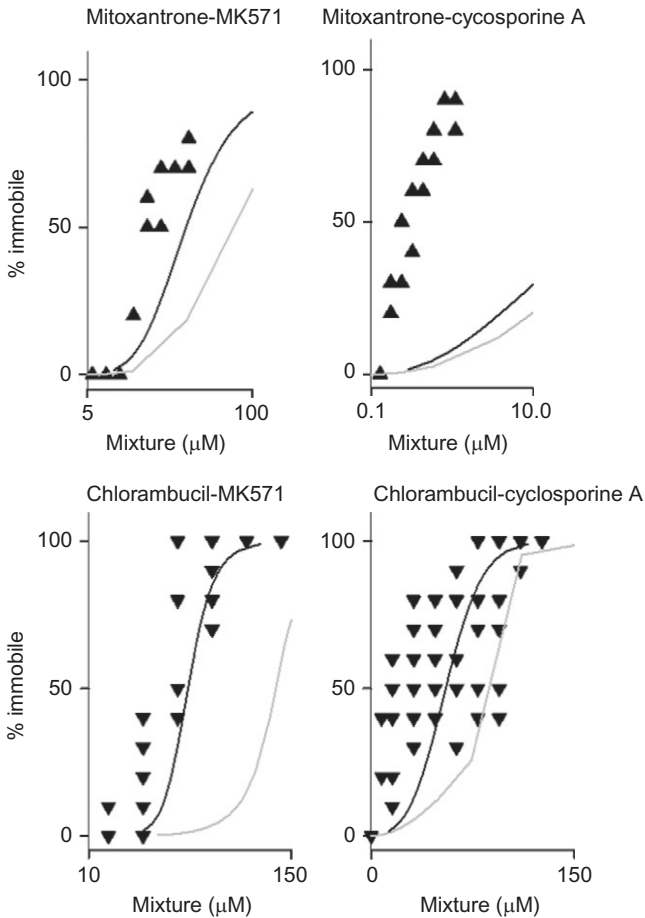 Mitoxantrone-MK571
Mitoxantrone-cycosporine A
100
50
0
% immobile
5
100
Mixture (μM)
100
50
0
0.1
10.0
Mixture (μM)
Chlorambucil-MK571
Chlorambucil-cyclosporine A
100
50
0
% immobile
10
150
Mixture (μM)
100
50
0
0
150
Mixture (μM)